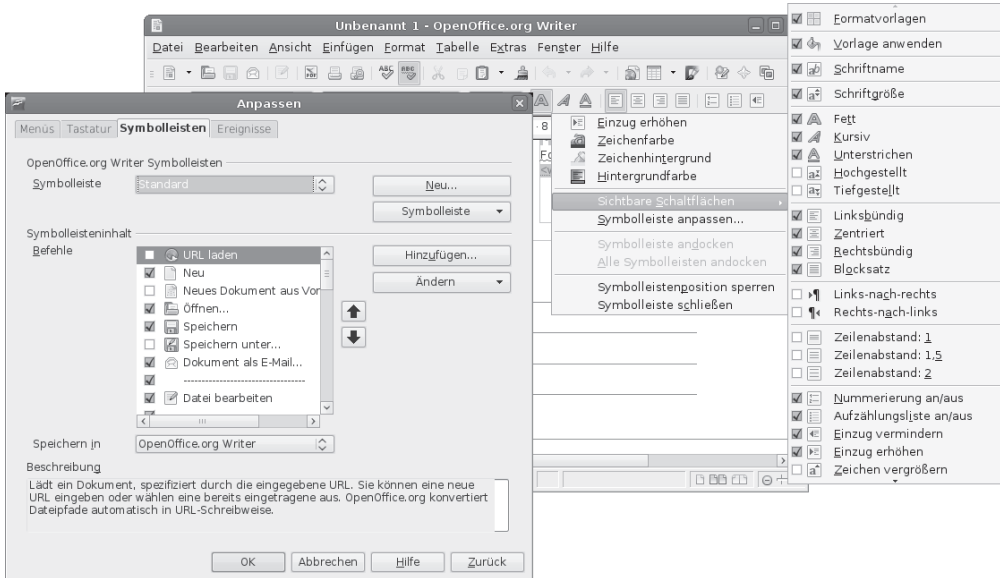 Unbenannt 1 - OpenOffice.org Writer
Datei Bearbeiten Ansicht Einfügen Format Tabelle Extras Fenster Hilfe
Anpassen
Menüs Tastatur Symbolleisten Ereignisse
OpenOffice.org Writer Symbolleisten
Symbolleiste Standard Neu...
Symbolleiste
Symbolleisteninhalt
Befehle
URL laden
Neu
Neues Dokument aus Vor
Öffnen...
Speichern
Speichern unter...
Dokument als E-Mail...
----------------------------------
Datei bearbeiten
Hinzufügen...
Ändern
Speichern in OpenOffice.org Writer
Beschreibung
Lädt ein Dokument, spezifiziert durch die eingegebene URL. Sie können eine neue
URL eingeben oder wählen eine bereits eingetragene aus. OpenOffice.org konvertiert
Dateipfade automatisch in URL-Schreibweise.
OK Abbrechen Hilfe Zurück
8
Einzug erhöhen
Zeichenfarbe
Zeichenhintergrund
Hintergrundfarbe
Sichtbare Schaltflächen
Symbolleiste anpassen...
Symbolleiste andocken
Alle Symbolleisten andocken
Symbolleistenposition sperren
Symbolleiste schließen
Formatvorlagen
Vorlage anwenden
Schriftname
Schriftgröße
Fett
Kursiv
Unterstrichen
Hochgestellt
Tiefgestellt
Linksbündig
Zentriert
Rechtsbündig
Blocksatz
Links-nach-rechts
Rechts-nach-links
Zeilenabstand: 1
Zeilenabstand: 1,5
Zeilenabstand: 2
Nummerierung an/aus
Aufzählungsliste an/aus
Einzug vermindern
Einzug erhöhen
Zeichen vergrößern